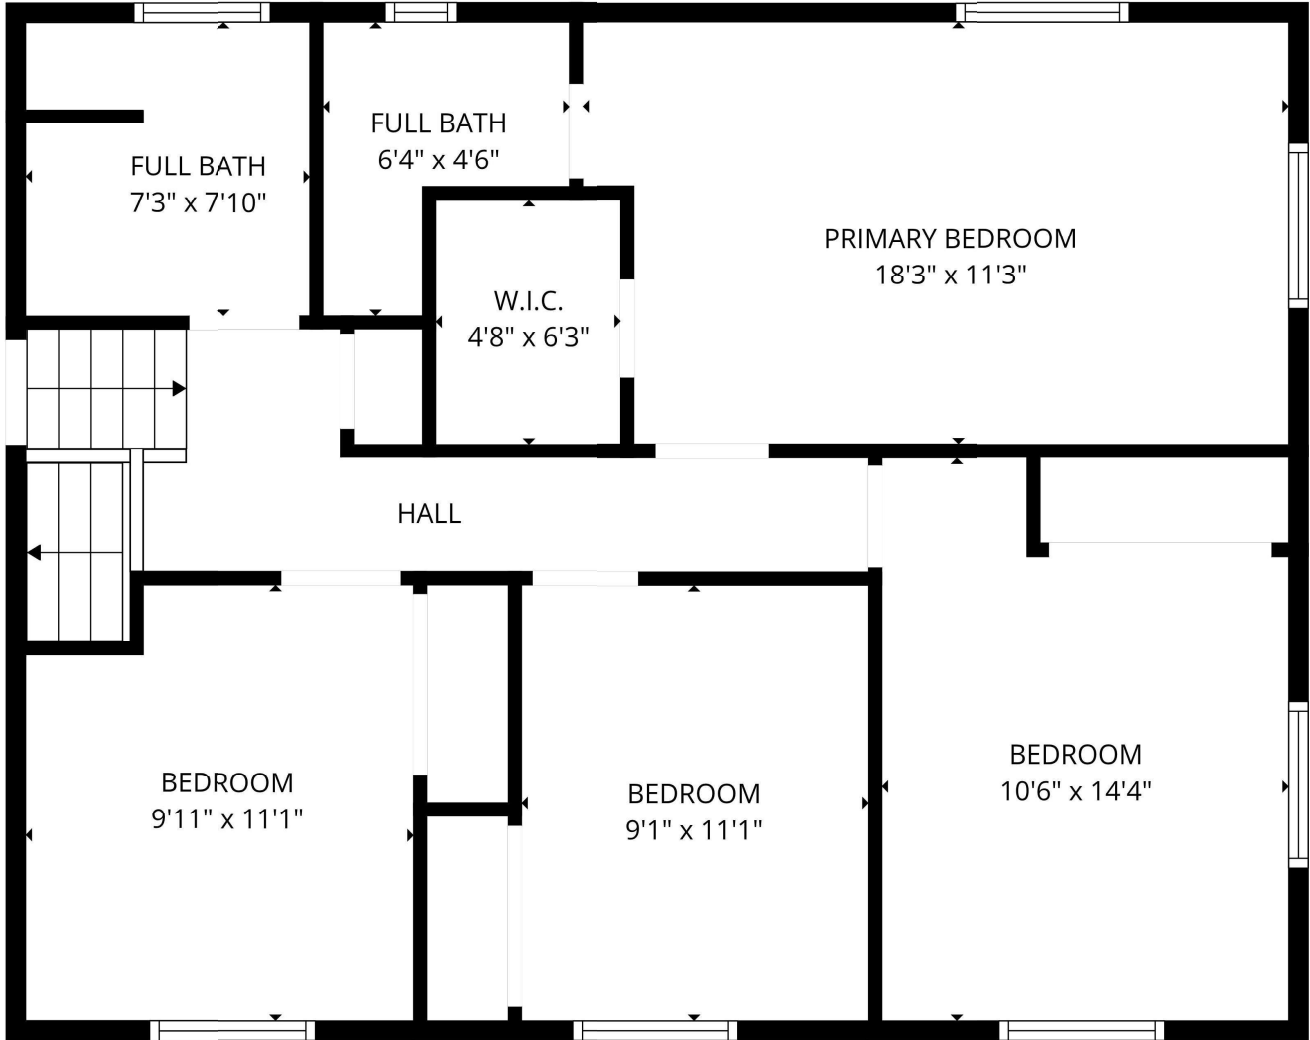 FULL BATH
7'3" x 7'10"
FULL BATH
6'4" x 4'6"
PRIMARY BEDROOM
18'3" x 11'3"
W.I.C.
4'8" x 6'3"
HALL
BEDROOM
9'11" x 11'1"
BEDROOM
9'1" x 11'1"
BEDROOM
10'6" x 14'4"